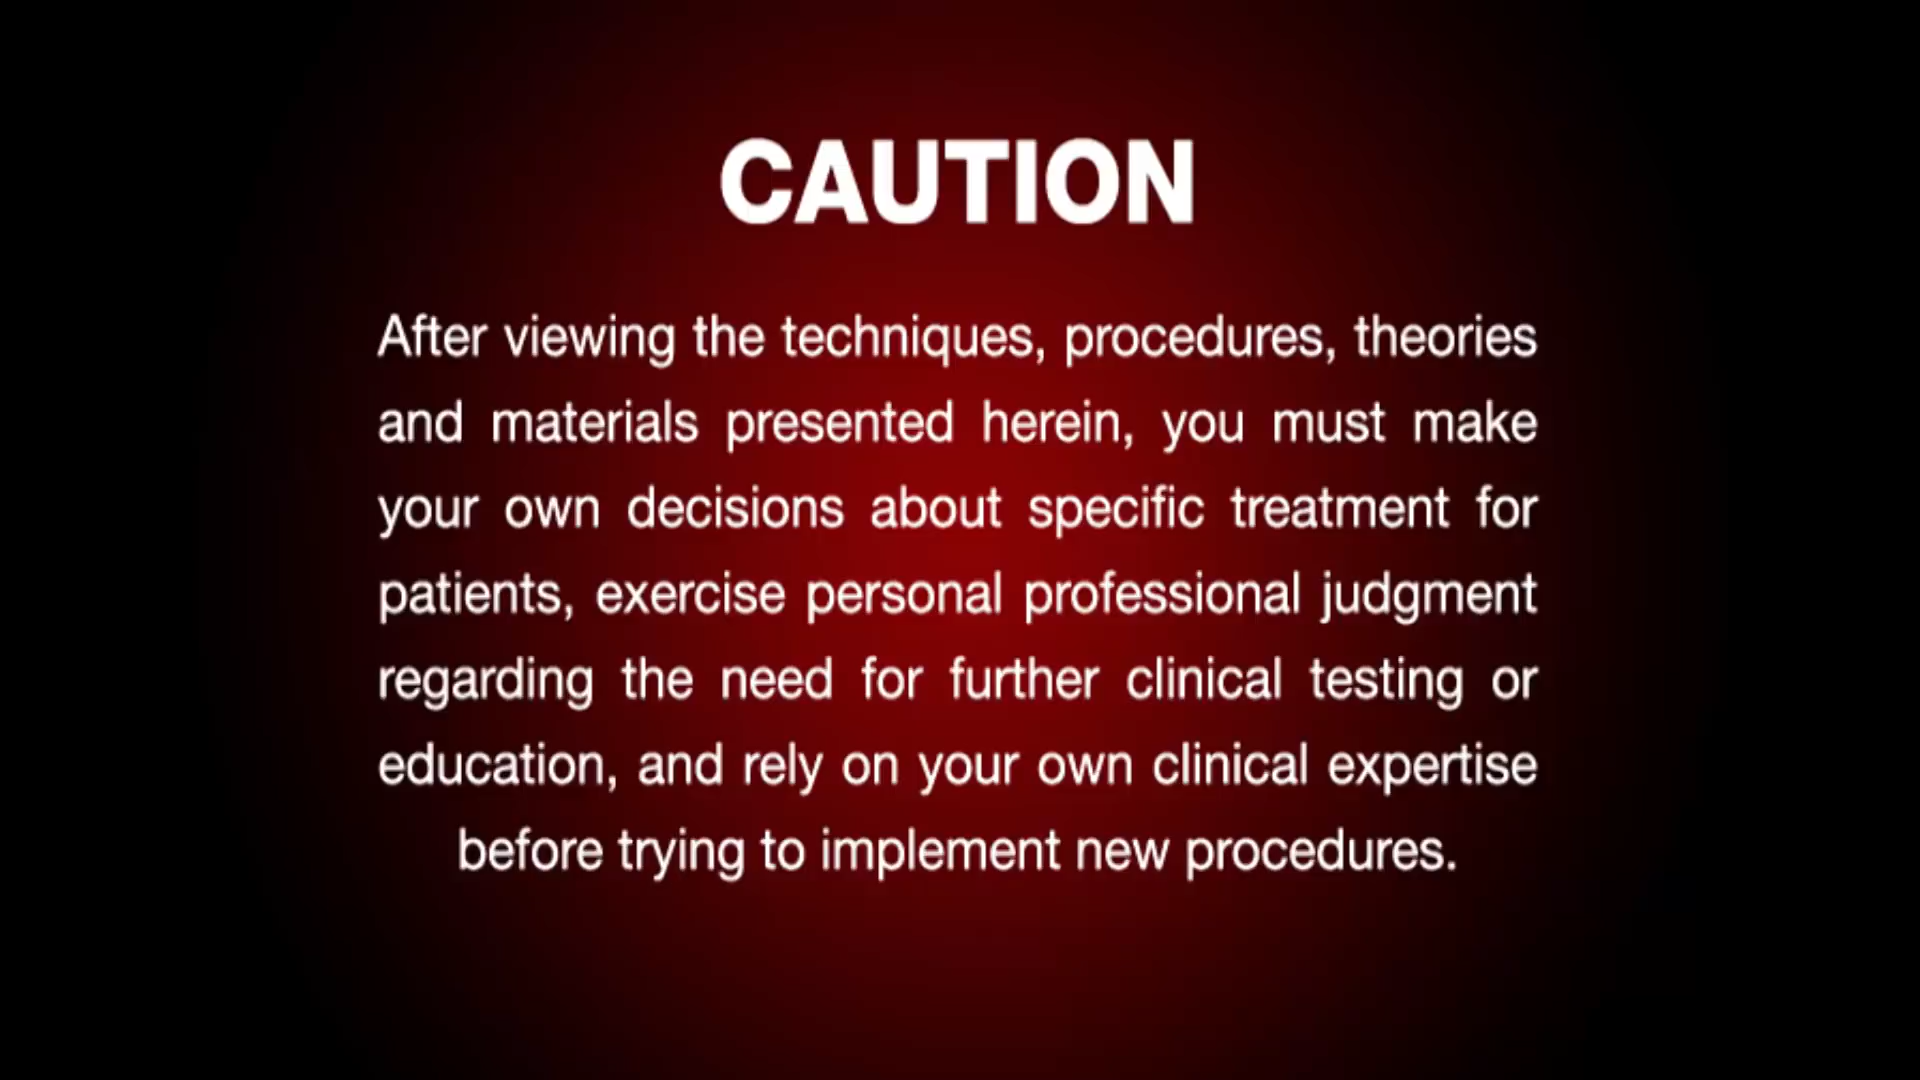 CAUTION
After viewing the techniques, procedures, theories
and materials presented herein, you must make
your own decisions about specific treatment for
patients, exercise personal professional judgment
regarding the need for further clinical testing or
education, and rely on your own clinical expertise
before trying to implement new procedures.